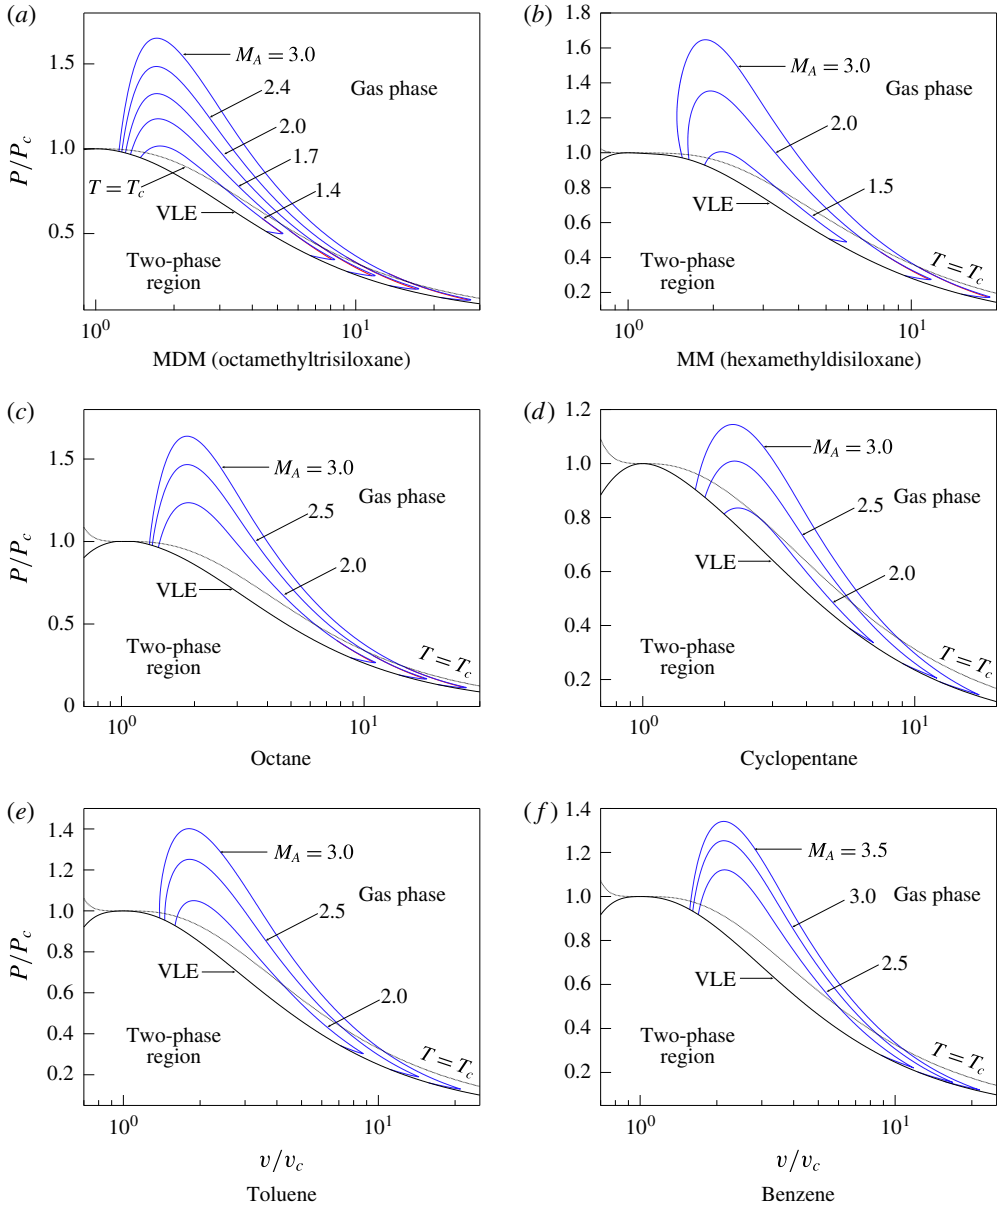 (a)
1.5
1.0
0.5
P/P_c
M_A = 3.0
2.4
2.0
1.7
1.4
Gas phase
T = T_c
VLE
Two-phase
region
10^0
10^1
MDM (octamethyltrisiloxane)
(b)
1.8
1.6
1.4
1.2
1.0
0.8
0.6
0.4
0.2
M_A = 3.0
2.0
1.5
Gas phase
VLE
T = T_c
Two-phase
region
10^0
10^1
MM (hexamethyldisiloxane)
(c)
1.5
1.0
0.5
0
P/P_c
M_A = 3.0
Gas phase
2.5
2.0
VLE
Two-phase
region
T = T_c
10^0
10^1
Octane
(d)
1.2
1.0
0.8
0.6
0.4
0.2
M_A = 3.0
Gas phase
2.5
2.0
VLE
Two-phase
region
T = T_c
10^0
10^1
Cyclopentane
(e)
1.4
1.2
1.0
0.8
0.6
0.4
0.2
P/P_c
M_A = 3.0
Gas phase
2.5
2.0
VLE
Two-phase
region
T = T_c
10^0
10^1
v/v_c
Toluene
(f)
1.4
1.2
1.0
0.8
0.6
0.4
0.2
M_A = 3.5
Gas phase
3.0
2.5
VLE
Two-phase
region
T = T_c
10^0
10^1
v/v_c
Benzene